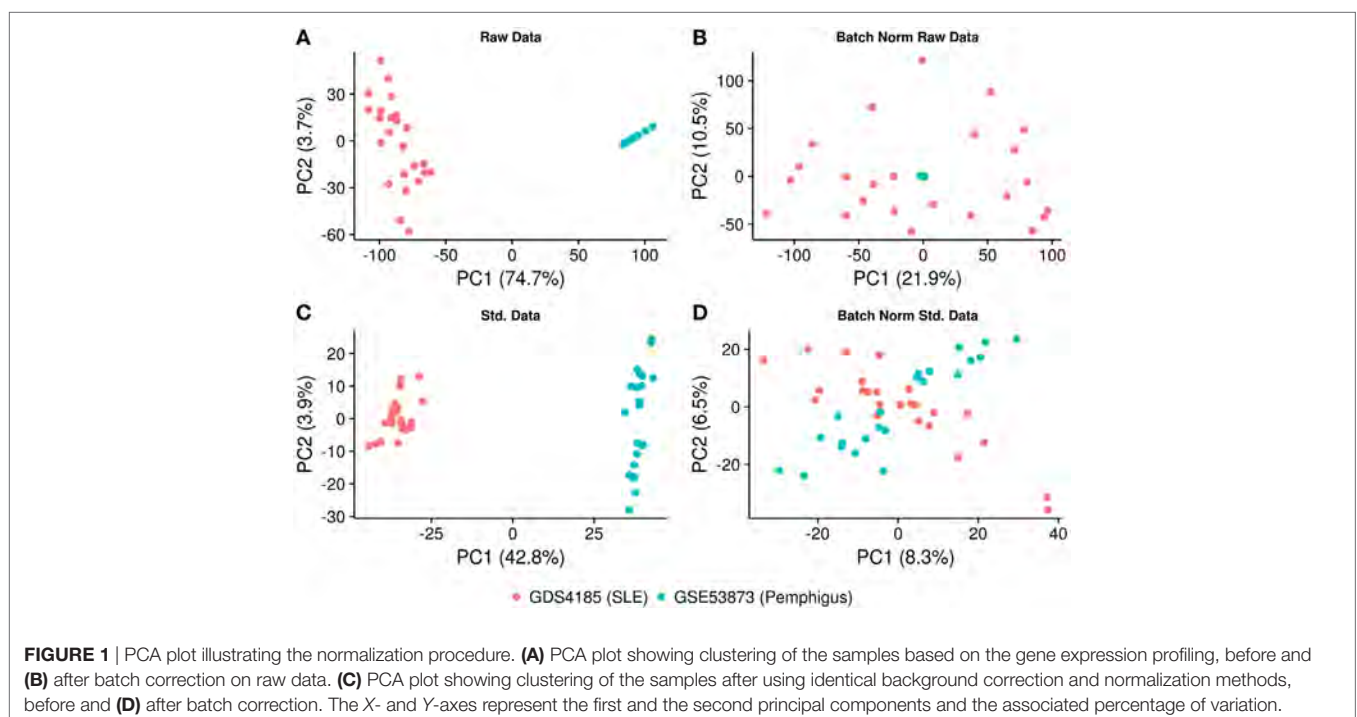 A
Raw Data
PC2 (3.7%)
30
0
-30
-60
-100
-50
0
50
100
PC1 (74.7%)
B
Batch Norm Raw Data
PC2 (10.5%)
100
50
0
-50
-100
-50
0
50
100
PC1 (21.9%)
C
Std. Data
PC2 (3.9%)
20
10
0
-10
-20
-30
-25
0
25
PC1 (42.8%)
D
Batch Norm Std. Data
PC2 (6.5%)
20
0
-20
-20
0
20
40
PC1 (8.3%)
GDS4185 (SLE) GSE53873 (Pemphigus)
FIGURE 1 | PCA plot illustrating the normalization procedure. (A) PCA plot showing clustering of the samples based on the gene expression profiling, before and
(B) after batch correction on raw data. (C) PCA plot showing clustering of the samples after using identical background correction and normalization methods,
before and (D) after batch correction. The X- and Y-axes represent the first and the second principal components and the associated percentage of variation.